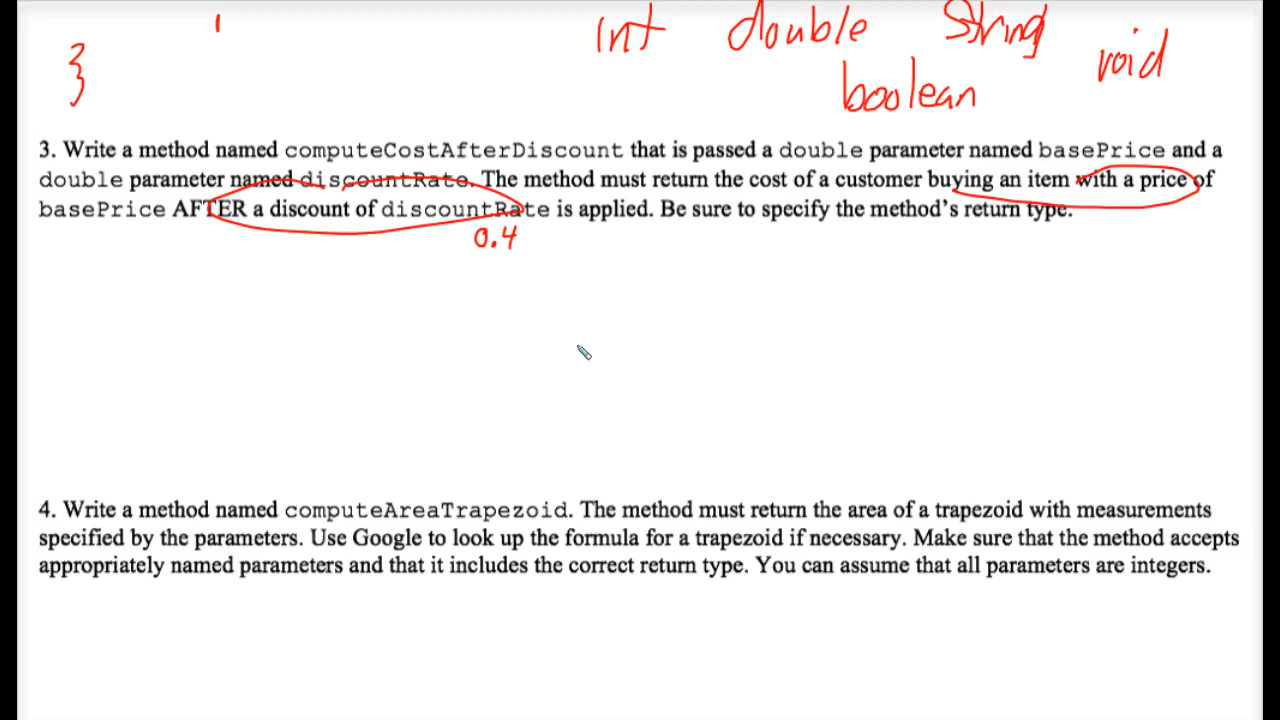 int double String
} boolean void
3. Write a method named computeCostAfterDiscount that is passed a double parameter named basePrice and a
double parameter named discountRate. The method must return the cost of a customer buying an item with a price of
basePrice AFTER a discount of discountRate is applied. Be sure to specify the method's return type.
0.4
4. Write a method named computeAreaTrapezoid. The method must return the area of a trapezoid with measurements
specified by the parameters. Use Google to look up the formula for a trapezoid if necessary. Make sure that the method accepts
appropriately named parameters and that it includes the correct return type. You can assume that all parameters are integers.